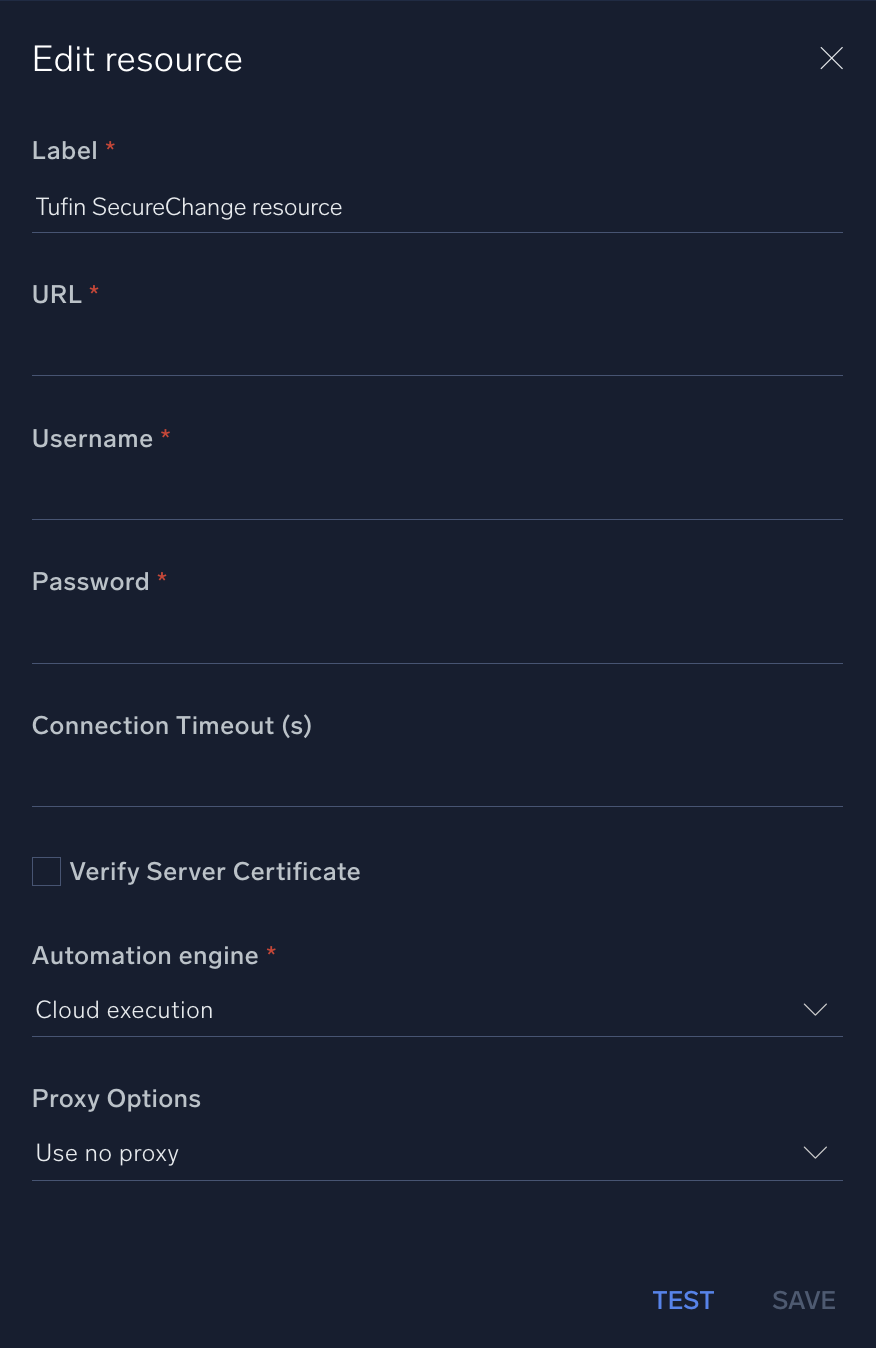 Edit resource
Label *
Tufin SecureChange resource
URL *
Username *
Password *
Connection Timeout (s)
Verify Server Certificate
Automation engine *
Cloud execution
Proxy Options
Use no proxy
TEST SAVE